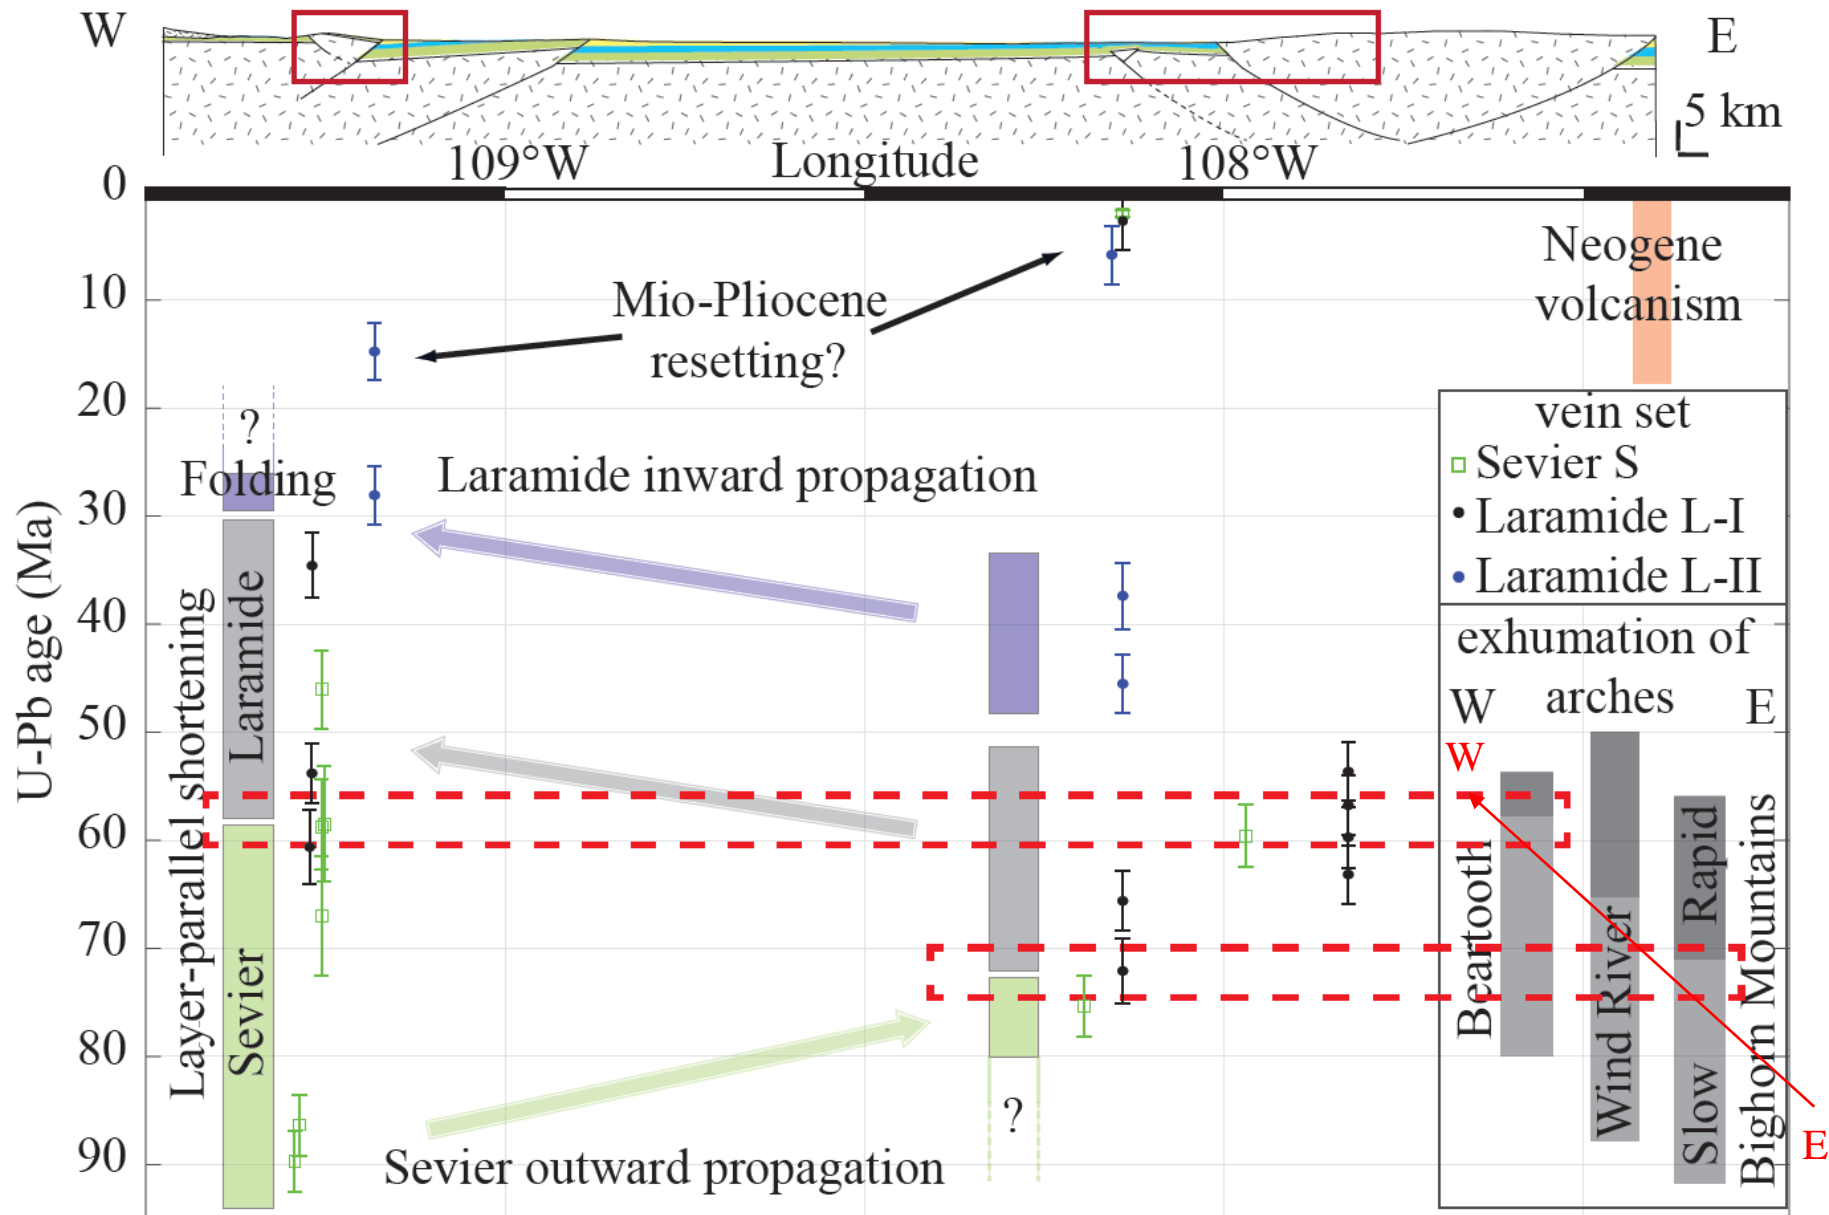 W
E
5 km
109°W
Longitude
108°W
0
10
20
30
40
50
60
70
80
90
U-Pb age (Ma)
Neogene
volcanism
Mio-Pliocene
resetting?
?
Folding
Laramide inward propagation
vein set
Sevier S
Laramide L-I
Laramide L-II
exhumation of
arches
W
E
W
Layer-parallel shortening
Laramide
Sevier
Beartooth
Wind River
Rapid
Slow
Bighorn Mountains
?
Sevier outward propagation
E